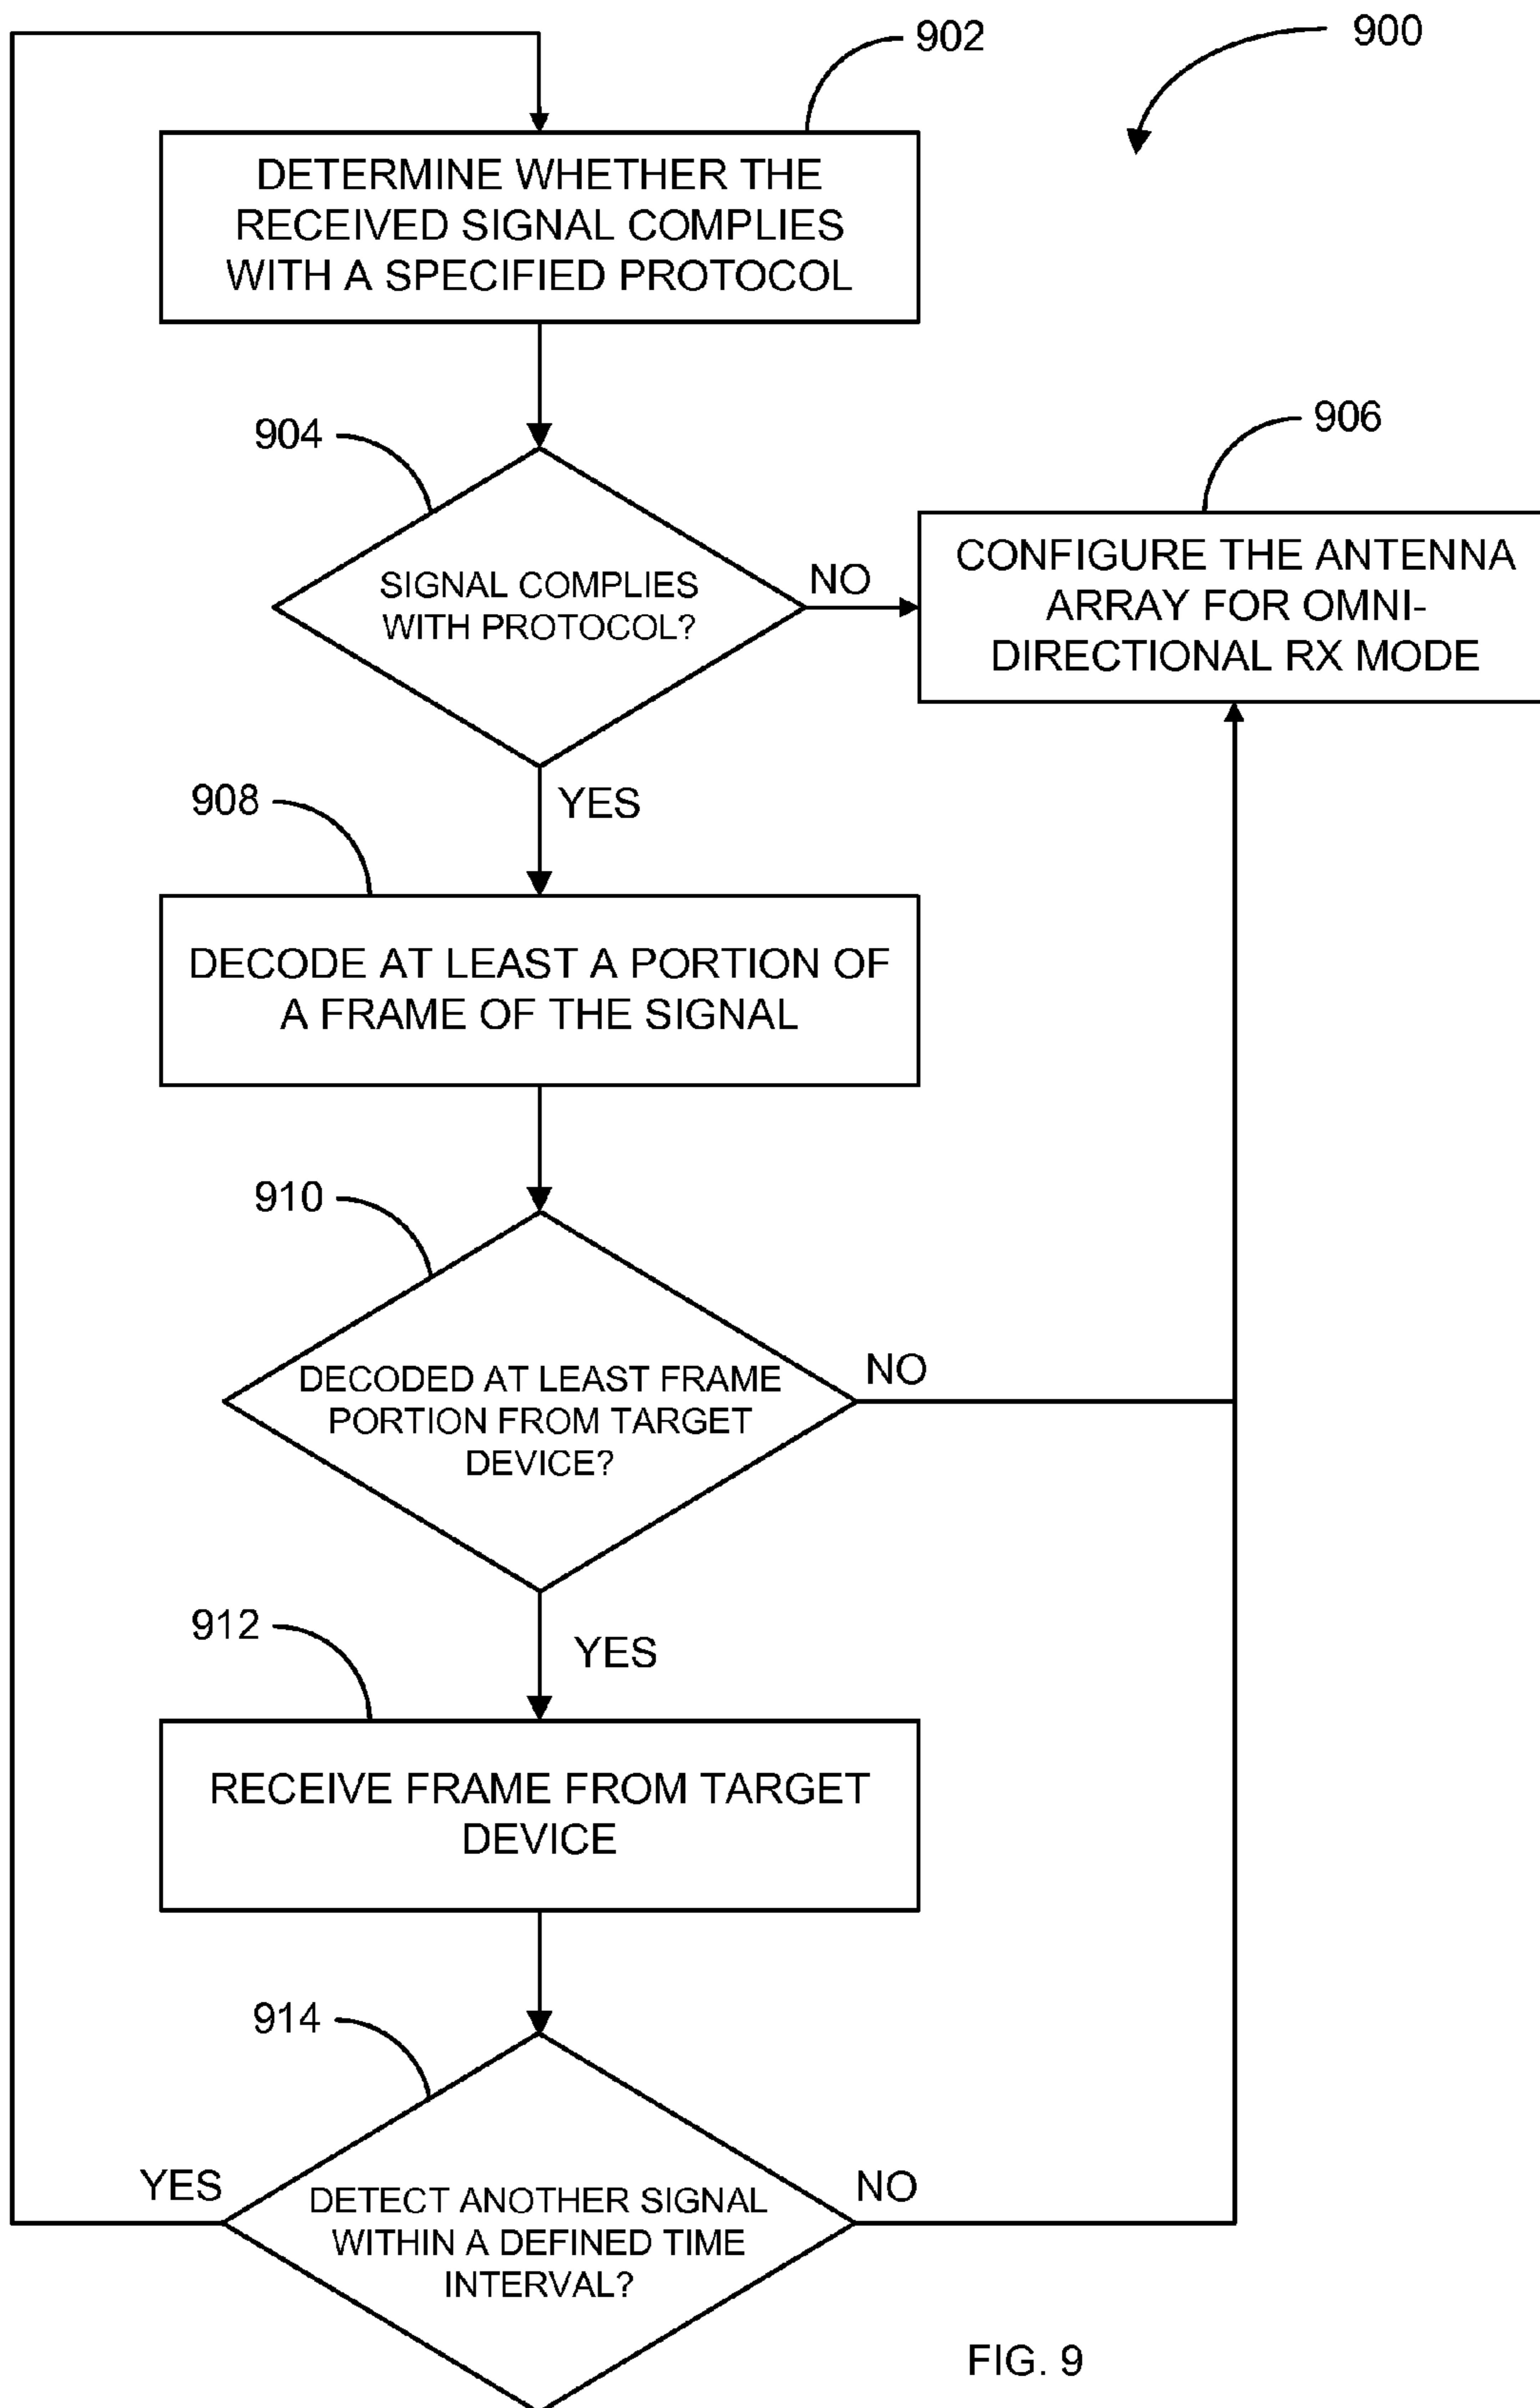 900
902
DETERMINE WHETHER THE
RECEIVED SIGNAL COMPLIES
WITH A SPECIFIED PROTOCOL
904
SIGNAL COMPLIES
WITH PROTOCOL?
NO
906
CONFIGURE THE ANTENNA
ARRAY FOR OMNI-
DIRECTIONAL RX MODE
YES
908
DECODE AT LEAST A PORTION OF
A FRAME OF THE SIGNAL
910
DECODED AT LEAST FRAME
PORTION FROM TARGET
DEVICE?
NO
YES
912
RECEIVE FRAME FROM TARGET
DEVICE
914
YES
DETECT ANOTHER SIGNAL
WITHIN A DEFINED TIME
INTERVAL?
NO
FIG. 9